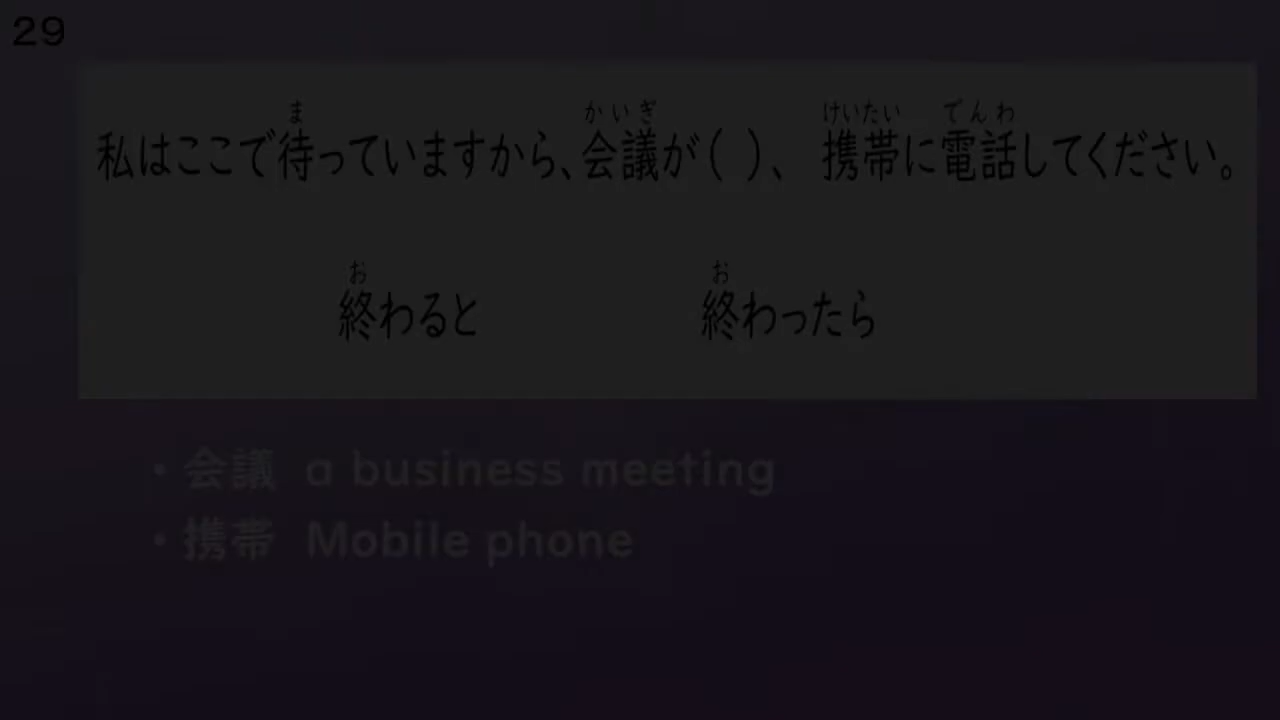 29
ま かいぎ けいたい でんわ
私はここで待っていますから、会議が( )、 携帯に電話してください。
お お
終わると 終わったら
・会議 a business meeting
・携帯 Mobile phone